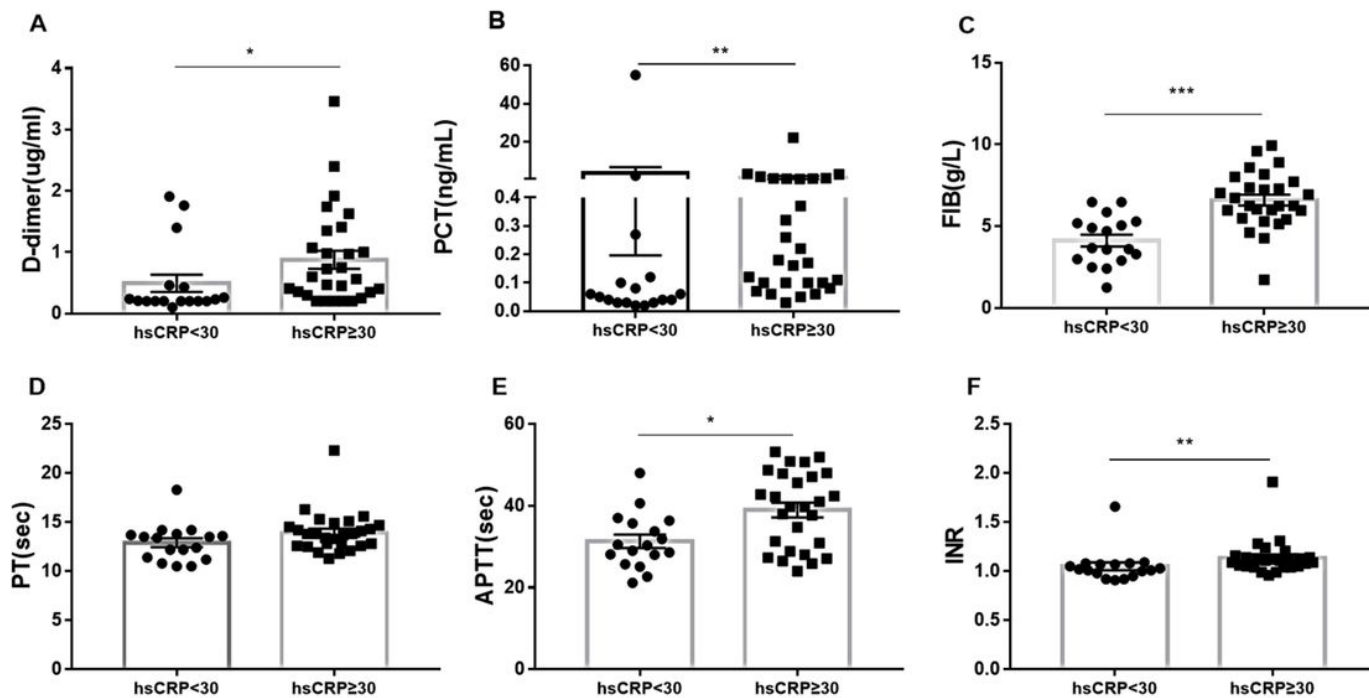 A
*
D-dimer(ug/ml)
4
3
2
1
0
hsCRP<30
hsCRP≥30
B
**
PCT(ng/mL)
60
40
20
0.4
0.3
0.2
0.1
0.0
hsCRP<30
hsCRP≥30
C
***
FIB(g/L)
15
10
5
0
hsCRP<30
hsCRP≥30
D
PT(sec)
25
20
15
10
5
0
hsCRP<30
hsCRP≥30
E
*
APTT(sec)
60
40
20
0
hsCRP<30
hsCRP≥30
F
**
INR
2.5
2.0
1.5
1.0
0.5
0.0
hsCRP<30
hsCRP≥30